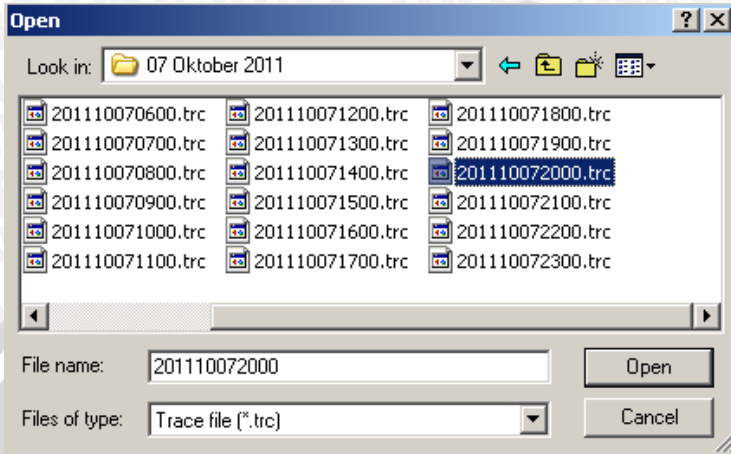 Open
Look in: 07 Oktober 2011
201110070600.trc 201110071200.trc 201110071800.trc
201110070700.trc 201110071300.trc 201110071900.trc
201110070800.trc 201110071400.trc 201110072000.trc
201110070900.trc 201110071500.trc 201110072100.trc
201110071000.trc 201110071600.trc 201110072200.trc
201110071100.trc 201110071700.trc 201110072300.trc
File name: 201110072000 Open
Files of type: Trace file (*.trc) Cancel